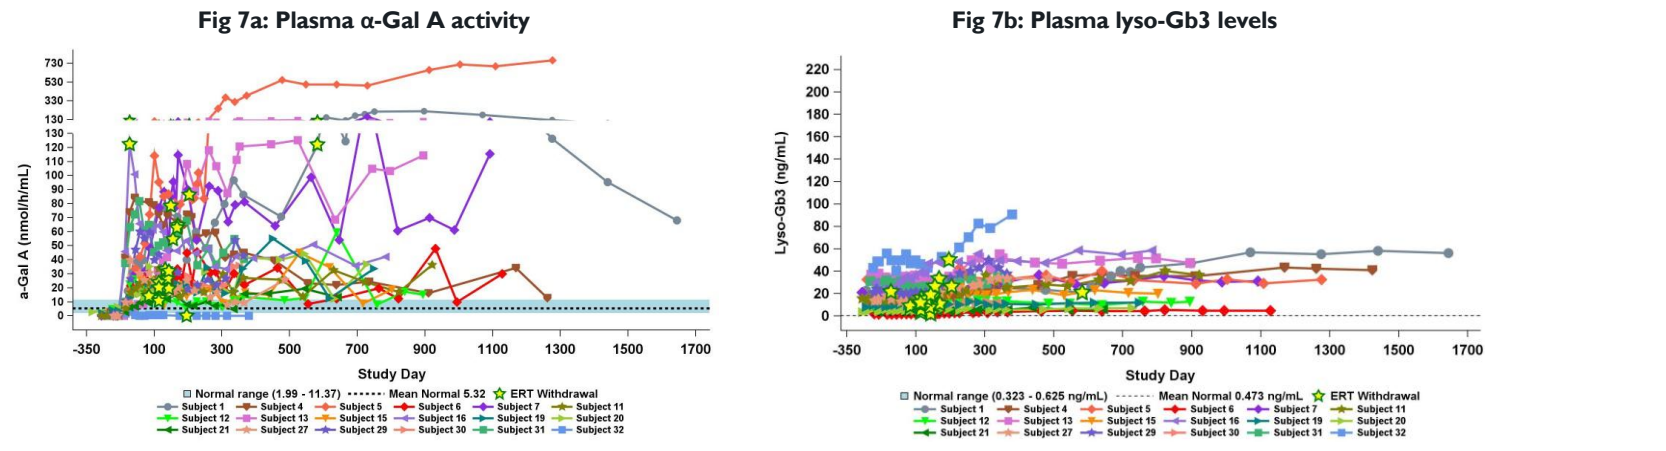 Fig 7a: Plasma α-Gal A activity
730
530
330
130
130
120
110
100
90
80
70
60
50
40
30
20
10
0
a-Gal A (nmol/h/mL)
-350 100 300 500 700 900 1100 1300 1500 1700
Study Day
Normal range (1.99 - 11.37) Mean Normal 5.32 ERT Withdrawal
Subject 1 Subject 4 Subject 5 Subject 6 Subject 7 Subject 11
Subject 12 Subject 13 Subject 15 Subject 16 Subject 19 Subject 20
Subject 21 Subject 27 Subject 29 Subject 30 Subject 31 Subject 32
Fig 7b: Plasma lyso-Gb3 levels
220
200
180
160
140
120
100
80
60
40
20
0
Lyso-Gb3 (ng/mL)
-350 100 300 500 700 900 1100 1300 1500 1700
Study Day
Normal range (0.323 - 0.625 ng/mL) Mean Normal 0.473 ng/mL ERT Withdrawal
Subject 1 Subject 4 Subject 5 Subject 6 Subject 7 Subject 11
Subject 12 Subject 13 Subject 15 Subject 16 Subject 19 Subject 20
Subject 21 Subject 27 Subject 29 Subject 30 Subject 31 Subject 32